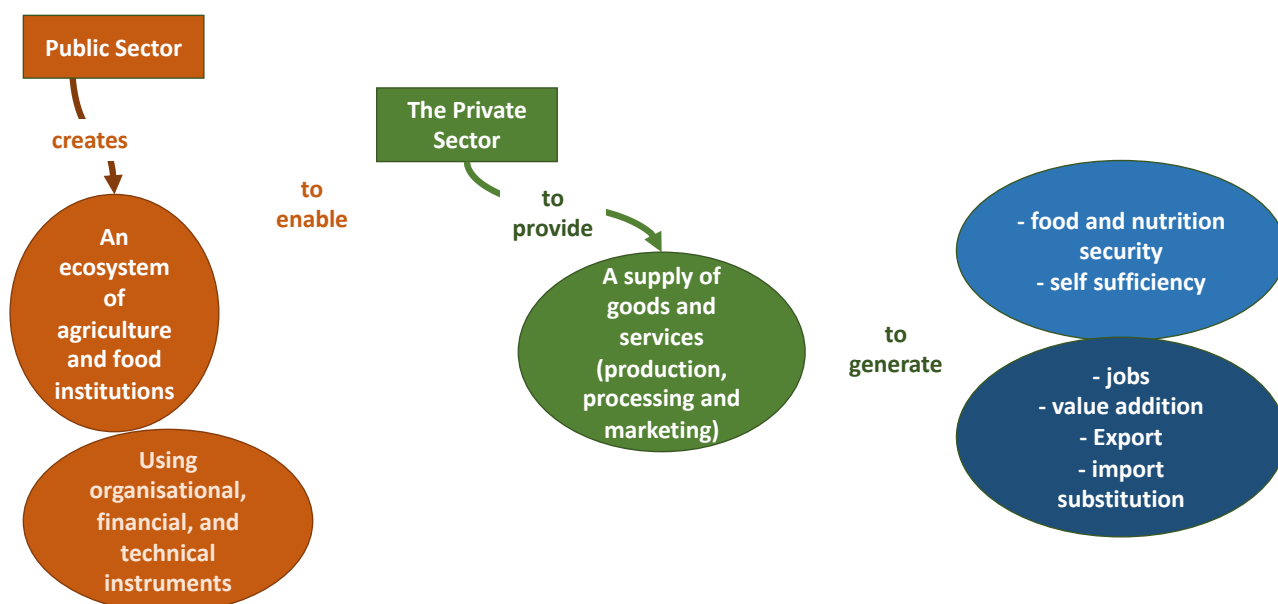 Public Sector
creates
An
ecosystem
of
agriculture
and food
institutions
Using
organisational,
financial, and
technical
instruments
to
enable
The Private
Sector
to
provide
A supply of
goods and
services
(production,
processing and
marketing)
to
generate
- food and nutrition
security
- self sufficiency
- jobs
- value addition
- Export
- import
substitution